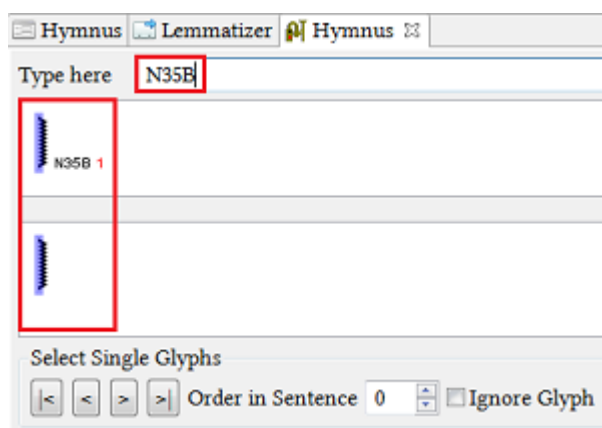 Hymnus Lemmatizer Hymnus
Type here N35B
N35B 1
Select Single Glyphs
|< < > >| Order in Sentence 0 Ignore Glyph